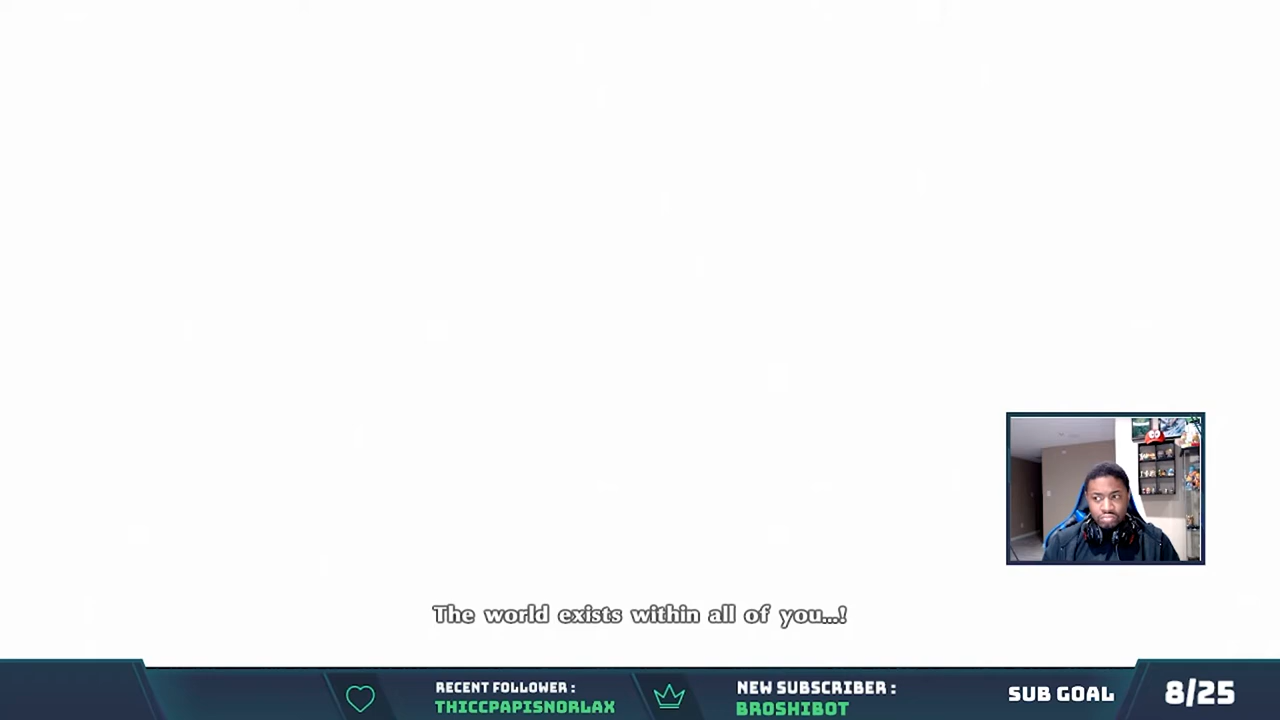 The world exists within all of you...!
RECENT FOLLOWER :
THICCPAPISNORLAX
NEW SUBSCRIBER :
BROSHIBOT
SUB GOAL
8/25